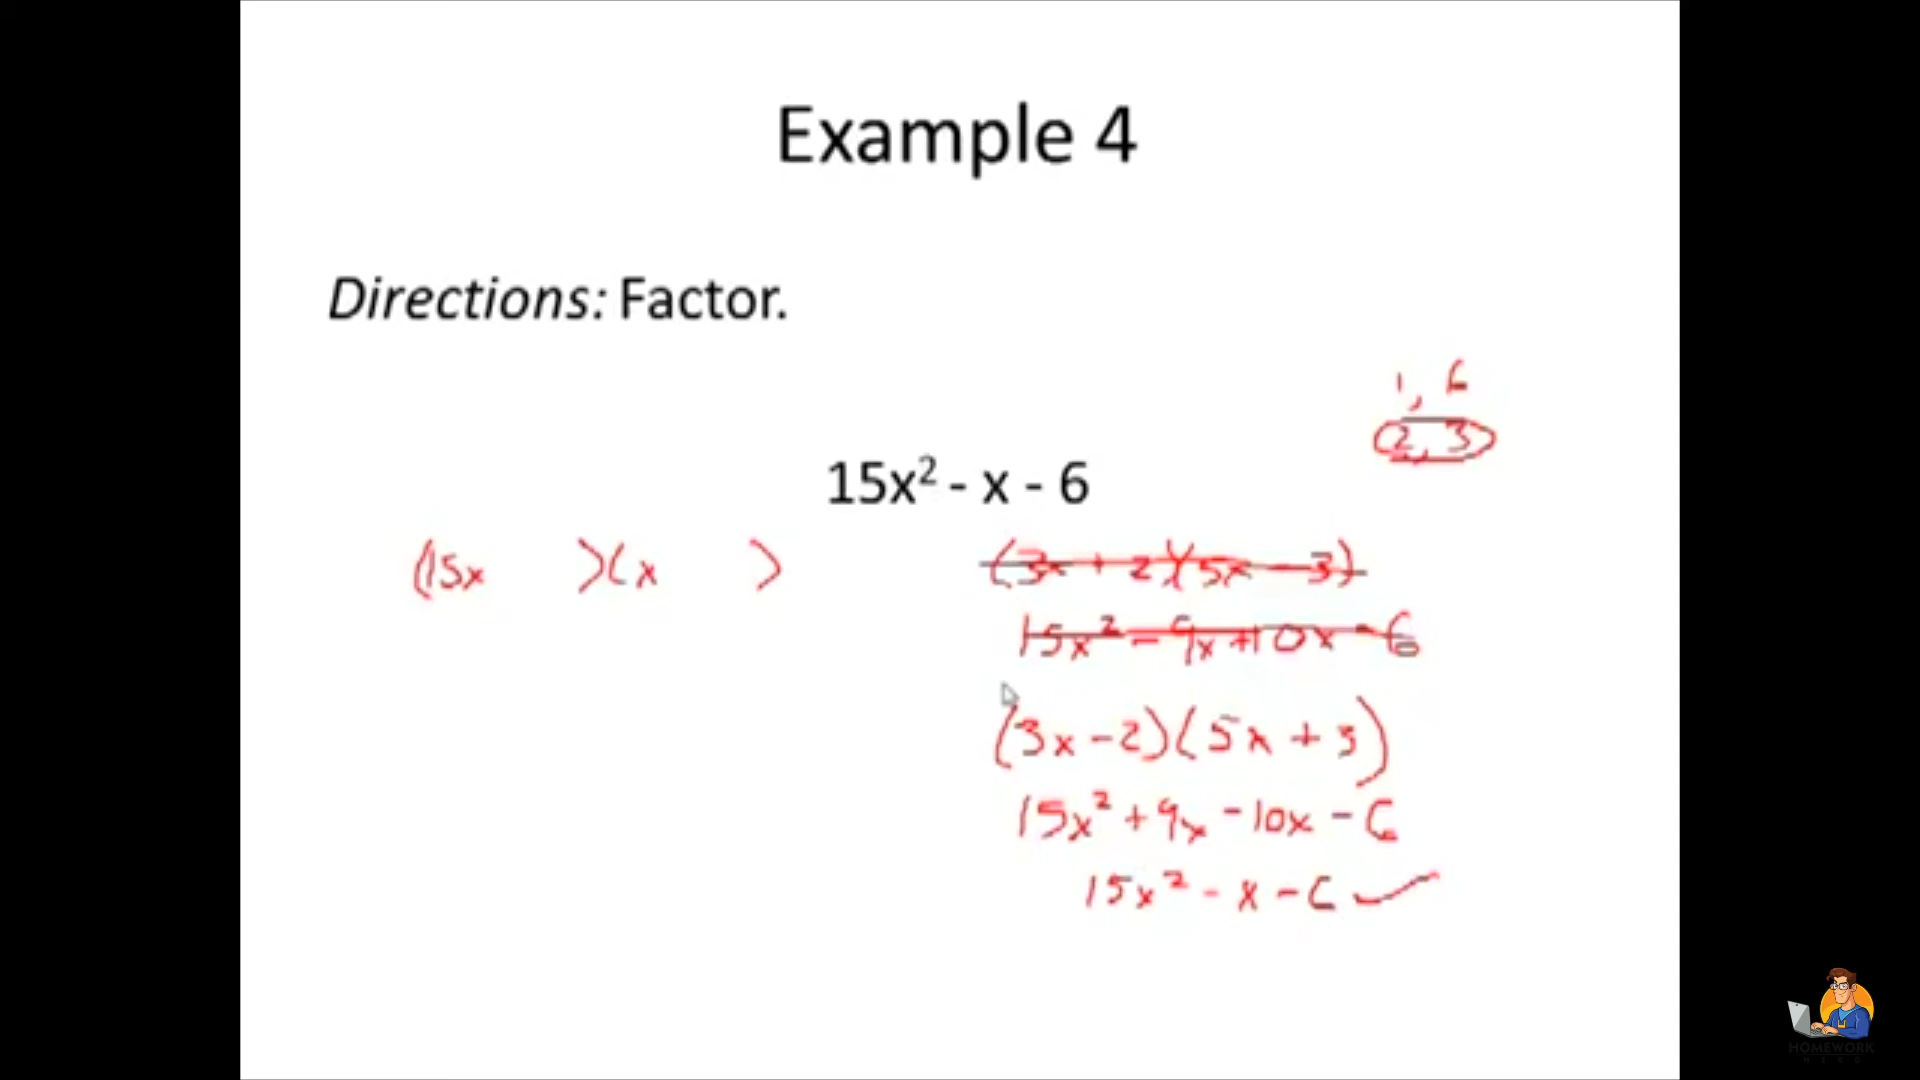 Example 4
Directions: Factor.
1, 6
2, 3
15x² - x - 6
(15x )(x )
(3x + 2)(5x - 3)
15x² - 9x + 10x - 6
(3x - 2)(5x + 3)
15x² + 9x - 10x - 6
15x² - x - 6 ✓
HOMEWORK